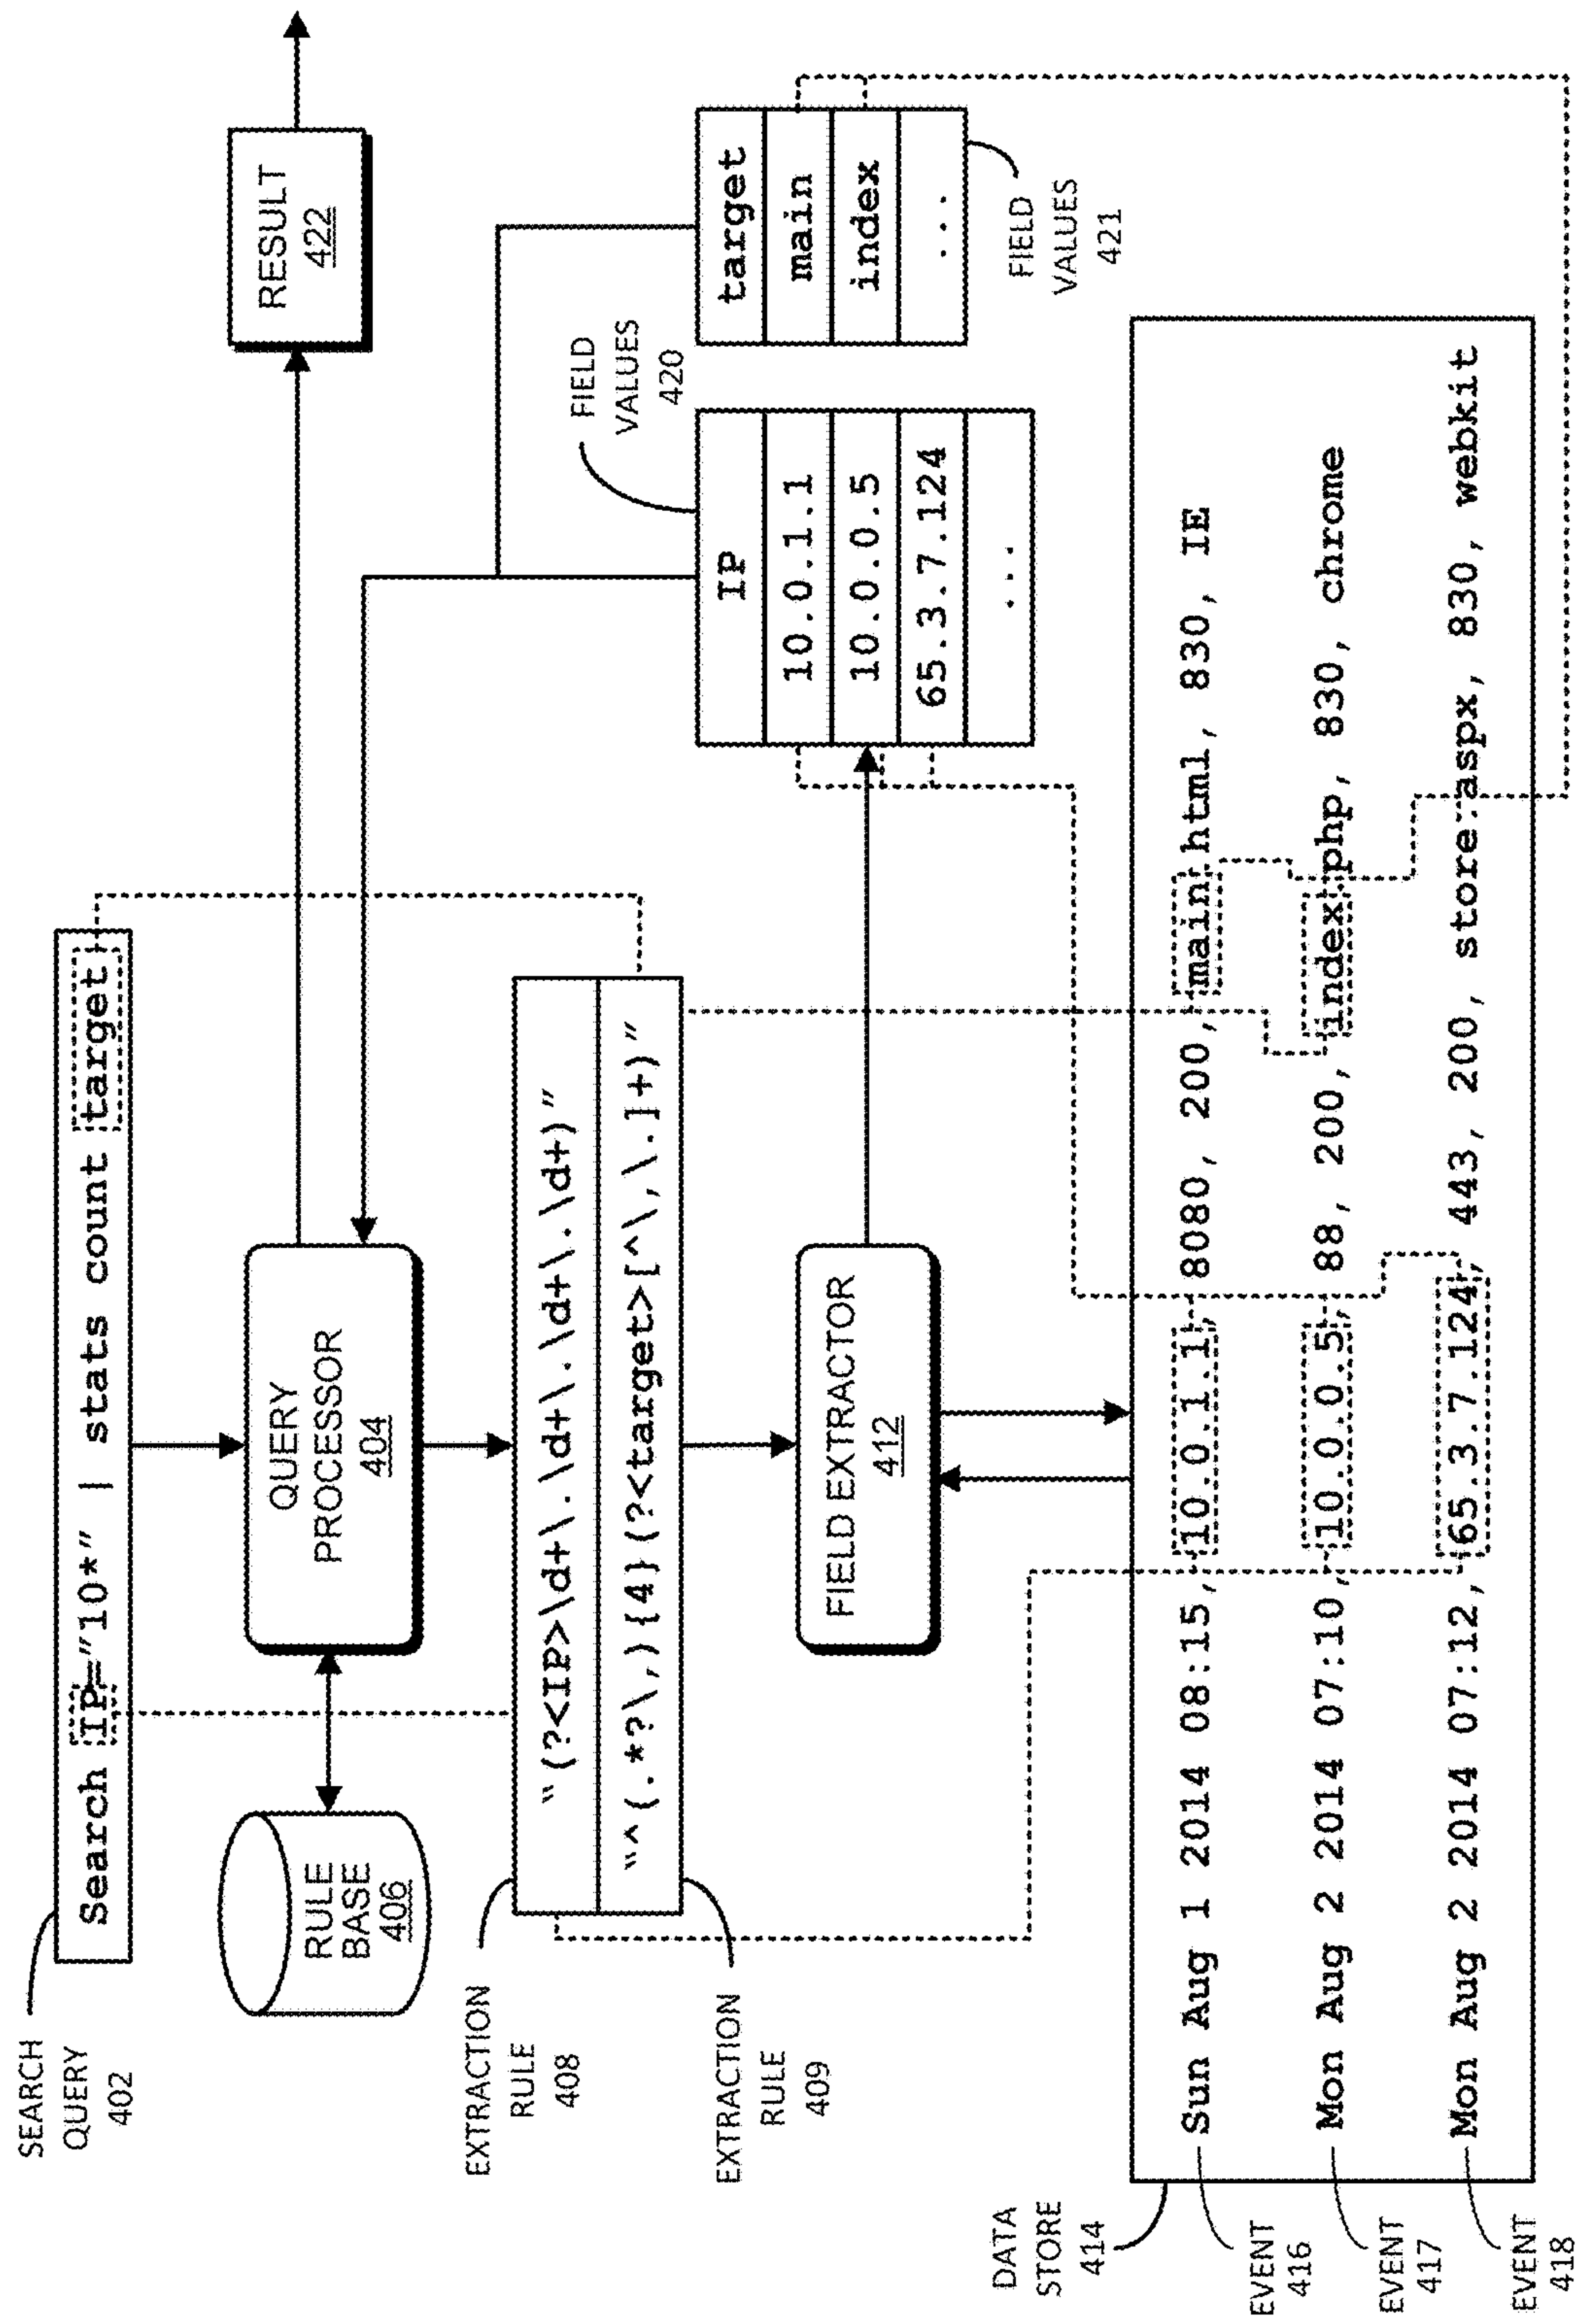 SEARCH
QUERY
402
Search IP="10*" | stats count target
RULE
BASE
406
QUERY
PROCESSOR
404
RESULT
422
EXTRACTION
RULE
408
"(?<IP>\d+\.\d+\.\d+\.\d+)"
"^(.*?\,){4}(?<target>[^\,\.]+)"
EXTRACTION
RULE
409
FIELD EXTRACTOR
412
FIELD
VALUES
420
IP
10.0.1.1
10.0.0.5
65.3.7.124
...
target
main
index
...
FIELD
VALUES
421
DATA
STORE
414
Sun Aug 1 2014 08:15, 10.0.1.1, 8080, 200, main.html, 830, IE
Mon Aug 2 2014 07:10, 10.0.0.5, 88, 200, index.php, 830, chrome
Mon Aug 2 2014 07:12, 65.3.7.124, 443, 200, store.aspx, 830, webkit
EVENT
416
EVENT
417
EVENT
418